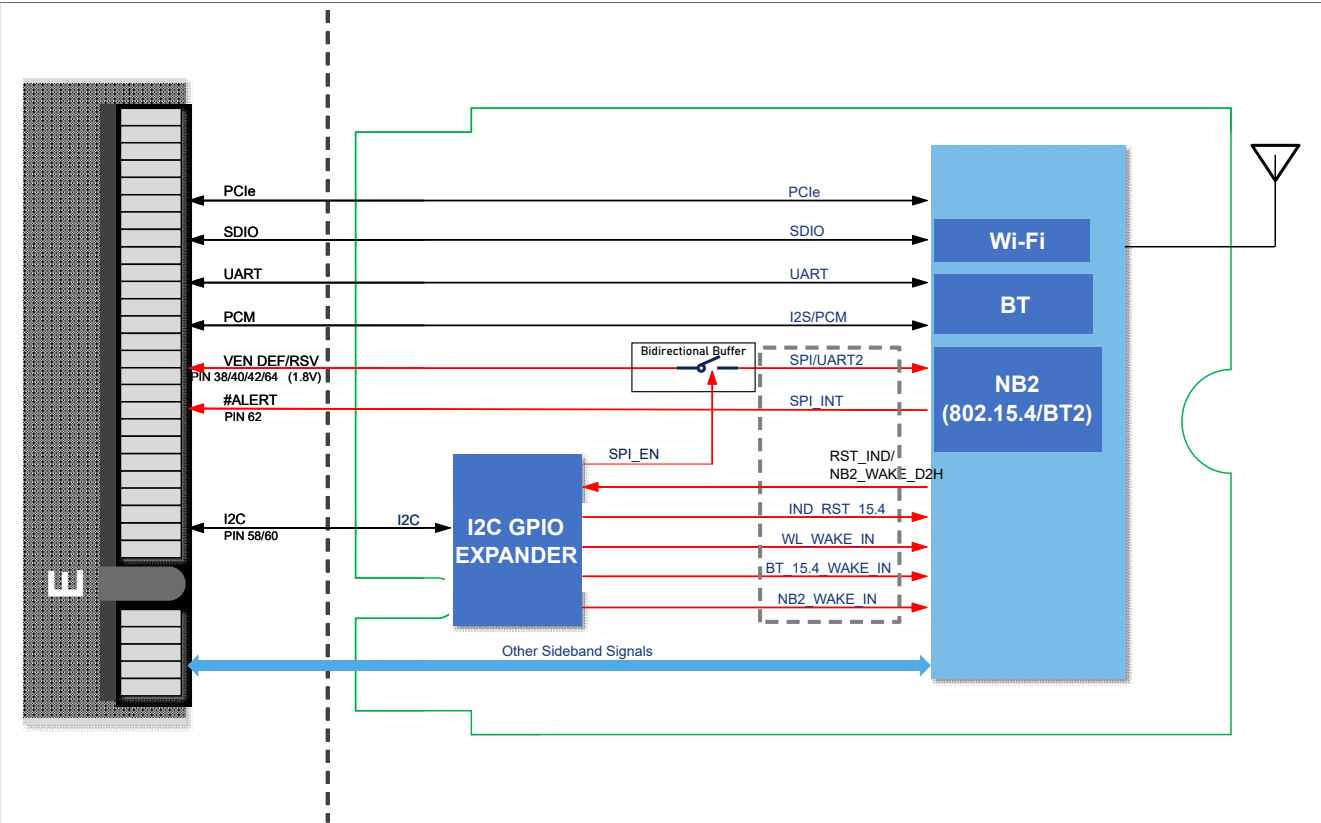 PCIe
PCIe
SDIO
SDIO
Wi-Fi
UART
UART
BT
PCM
I2S/PCM
Bidirectional Buffer
VEN DEF/RSV
SPI/UART2
PIN 38/40/42/64 (1.8V)
NB2
(802.15.4/BT2)
#ALERT
SPI_INT
PIN 62
SPI_EN
RST_IND/
NB2_WAKE_D2H
IND_RST_15.4
I2C
I2C
PIN 58/60
I2C GPIO
EXPANDER
WL_WAKE_IN
BT_15.4_WAKE_IN
E
NB2_WAKE_IN
Other Sideband Signals